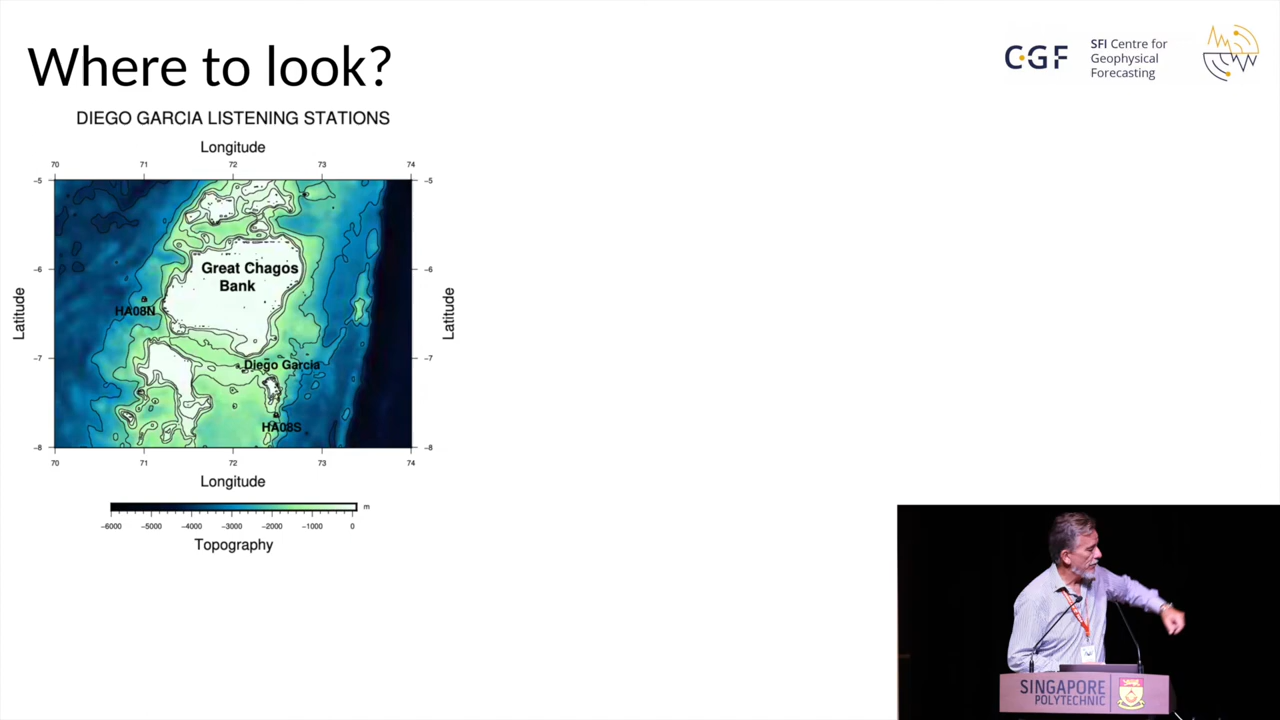 Where to look?
CGF
SFI Centre for
Geophysical
Forecasting
DIEGO GARCIA LISTENING STATIONS
Longitude
70 71 72 73 74
-5 -5
Great Chagos
Bank
-6 -6
HA08N
Latitude
Latitude
-7 -7
Diego Garcia
HA08S
-8 -8
70 71 72 73 74
Longitude
m
-6000 -5000 -4000 -3000 -2000 -1000 0
Topography
SINGAPORE
POLYTECHNIC